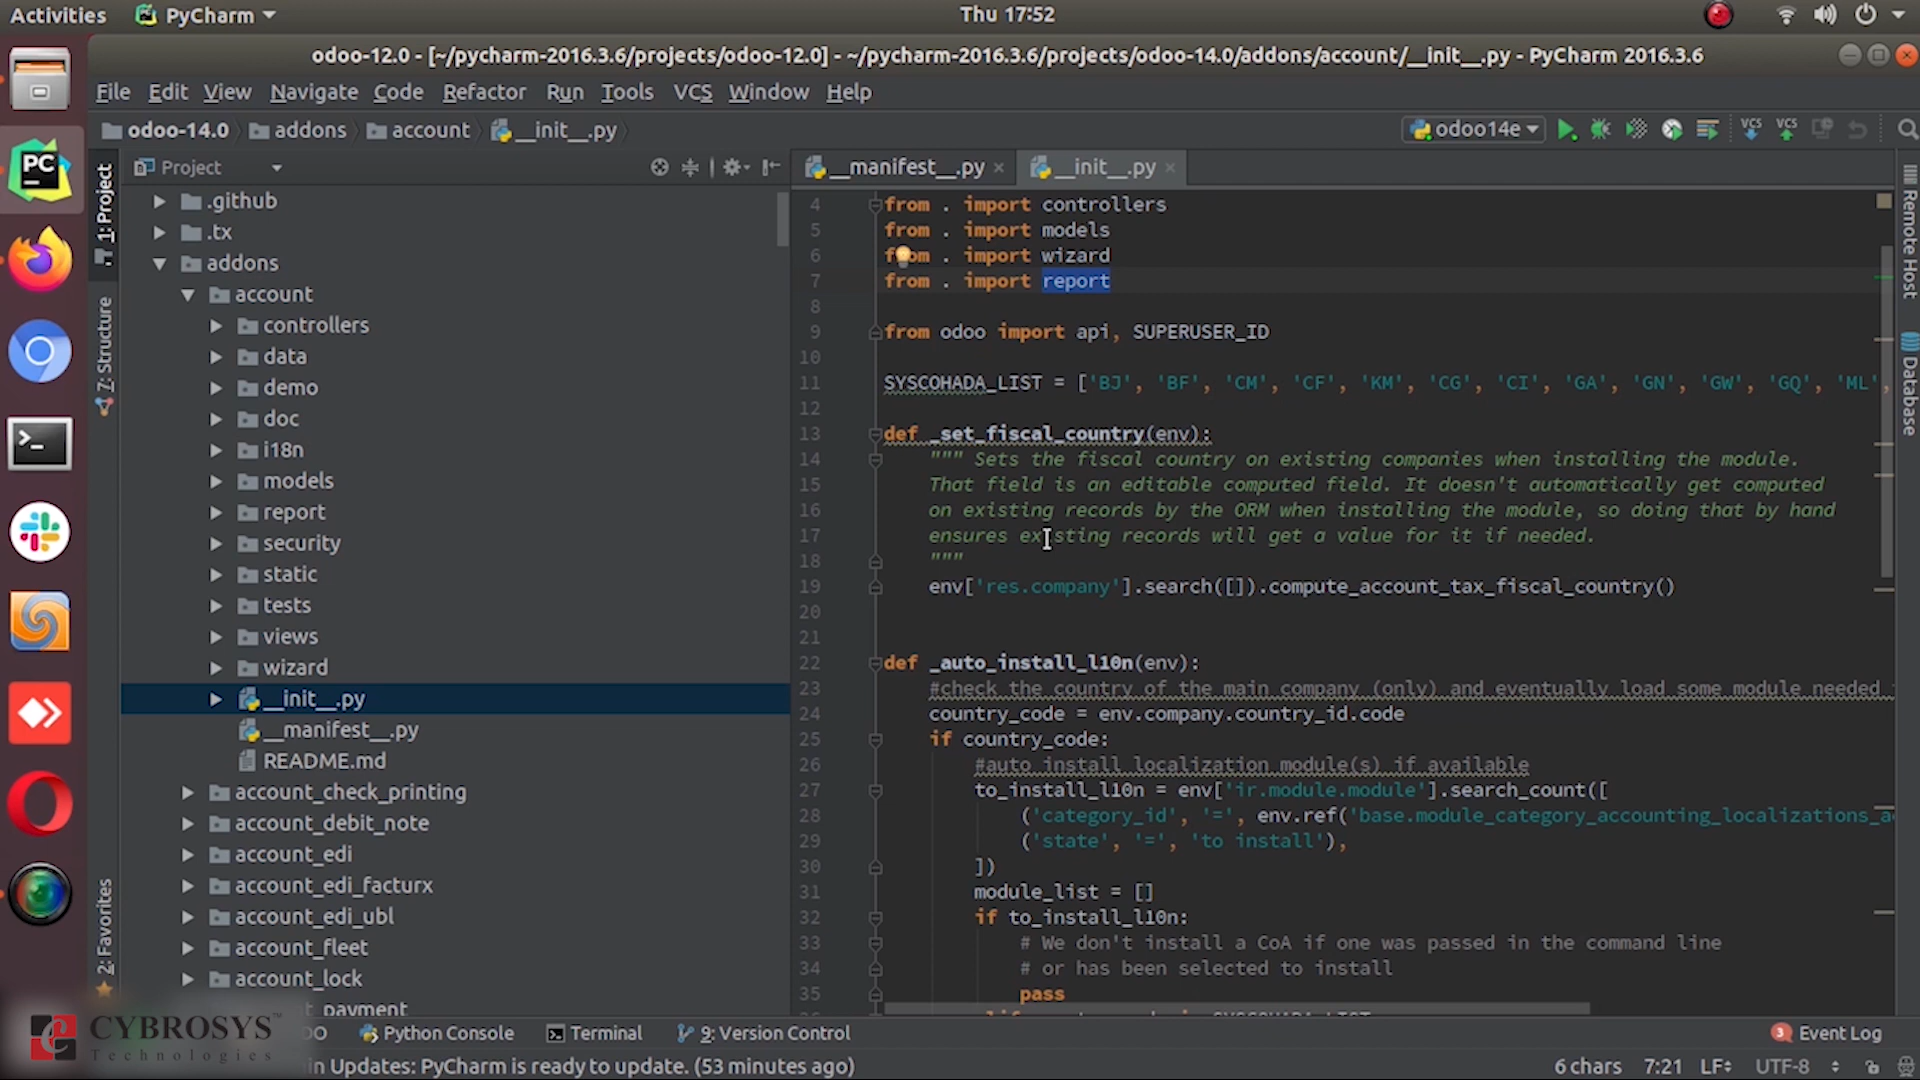 Activities PyCharm Thu 17:52
odoo-12.0 - [~/pycharm-2016.3.6/projects/odoo-12.0] - ~/pycharm-2016.3.6/projects/odoo-14.0/addons/account/__init__.py - PyCharm 2016.3.6
File Edit View Navigate Code Refactor Run Tools VCS Window Help
odoo-14.0 addons account __init__.py odoo14e VCS VCS
1: Project
7: Structure
2: Favorites
Project
.github
.tx
addons
account
controllers
data
demo
doc
i18n
models
report
security
static
tests
views
wizard
__init__.py
__manifest__.py
README.md
account_check_printing
account_debit_note
account_edi
account_edi_facturx
account_edi_ubl
account_fleet
account_lock
payment
__manifest__.py __init__.py
4 from . import controllers
5 from . import models
6 from . import wizard
7 from . import report
8
9 from odoo import api, SUPERUSER_ID
10
11 SYSCOHADA_LIST = ['BJ', 'BF', 'CM', 'CF', 'KM', 'CG', 'CI', 'GA', 'GN', 'GW', 'GQ', 'ML',
12
13 def _set_fiscal_country(env):
14 """ Sets the fiscal country on existing companies when installing the module.
15 That field is an editable computed field. It doesn't automatically get computed
16 on existing records by the ORM when installing the module, so doing that by hand
17 ensures existing records will get a value for it if needed.
18 """
19 env['res.company'].search([]).compute_account_tax_fiscal_country()
20
21
22 def _auto_install_l10n(env):
23 #check the country of the main company (only) and eventually load some module needed
24 country_code = env.company.country_id.code
25 if country_code:
26 #auto install localization module(s) if available
27 to_install_l10n = env['ir.module.module'].search_count([
28 ('category_id', '=', env.ref('base.module_category_accounting_localizations_a
29 ('state', '=', 'to install'),
30 ])
31 module_list = []
32 if to_install_l10n:
33 # We don't install a CoA if one was passed in the command line
34 # or has been selected to install
35 pass
Remote Host
Database
CYBROSYS™
Technologies
Python Console Terminal 9: Version Control 3 Event Log
in Updates: PyCharm is ready to update. (53 minutes ago) 6 chars 7:21 LF UTF-8